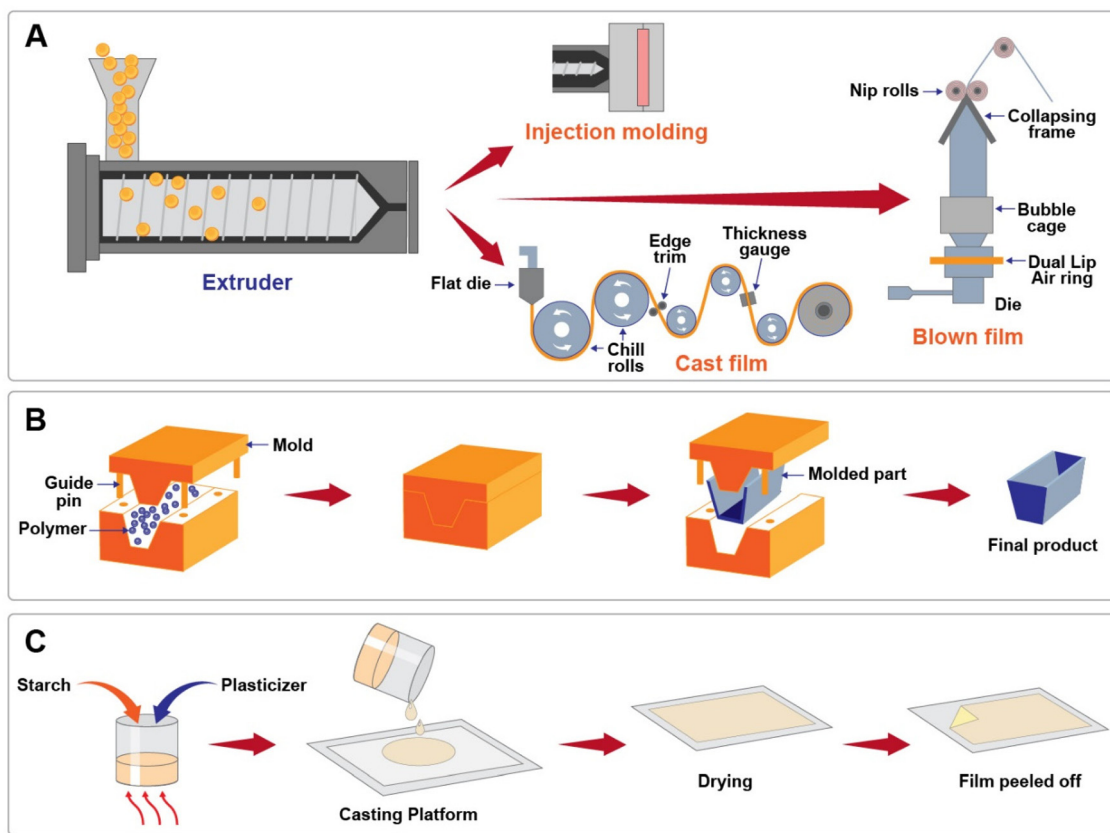 A
Extruder
Injection molding
Nip rolls
Collapsing
frame
Bubble
cage
Dual Lip
Air ring
Die
Blown film
Flat die
Edge
trim
Thickness
gauge
Chill
rolls
Cast film
B
Mold
Guide
pin
Polymer
Molded part
Final product
C
Starch
Plasticizer
Casting Platform
Drying
Film peeled off